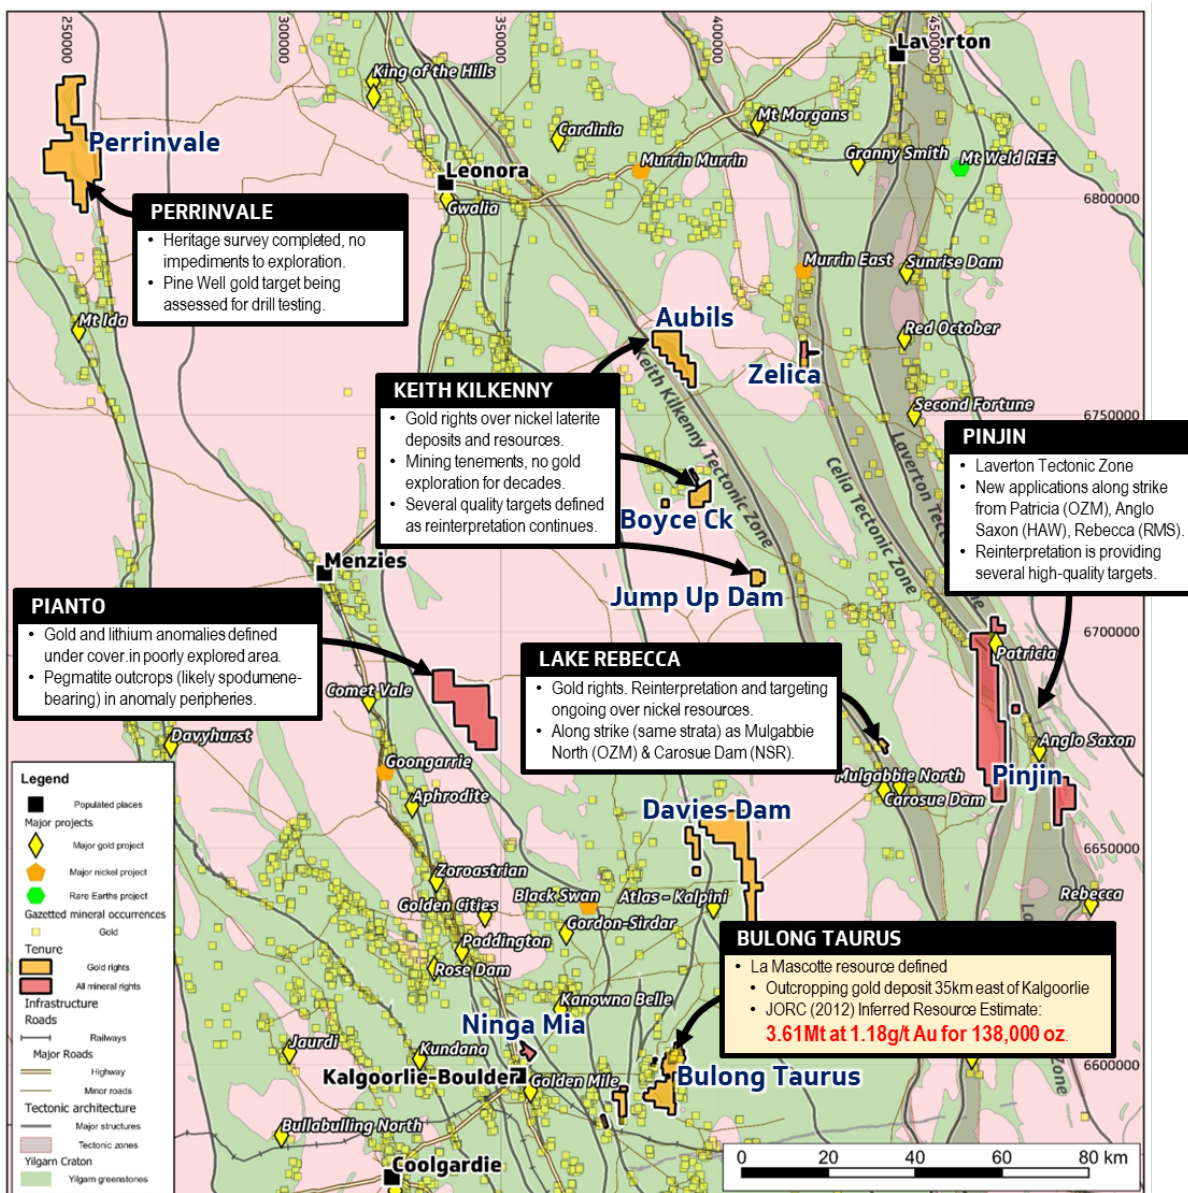 250000
300000
350000
400000
450000
Laverton
King of the Hills
Cardinia
Mt Morgans
Perrinvale
Murrin Murrin
Granny Smith
Mt Weld REE
Leonora
Gwalia
6800000
PERRINVALE
• Heritage survey completed, no
impediments to exploration.
• Pine Well gold target being
assessed for drill testing.
Murrin East
Sunrise Dam
Mt Ida
Aubils
Red October
Zelica
Keith Kilkenny Tectonic Zone
KEITH KILKENNY
• Gold rights over nickel laterite
deposits and resources.
• Mining tenements, no gold
exploration for decades.
• Several quality targets defined
as reinterpretation continues.
Second Fortune
6750000
PINJIN
• Laverton Tectonic Zone
• New applications along strike
from Patricia (OZM), Anglo
Saxon (HAW), Rebecca (RMS).
• Reinterpretation is providing
several high-quality targets.
Celia Tectonic Zone
Laverton Tect
ne
Boyce Ck
Menzies
Jump Up Dam
PIANTO
• Gold and lithium anomalies defined
under cover.in poorly explored area.
• Pegmatite outcrops (likely spodumene-
bearing) in anomaly peripheries.
6700000
Patricia
LAKE REBECCA
• Gold rights. Reinterpretation and targeting
ongoing over nickel resources.
• Along strike (same strata) as Mulgabbie
North (OZM) & Carosue Dam (NSR).
Comet Vale
Davyhurst
Anglo Saxon
Goongarrie
Mulgabbie North
Pinjin
Aphrodite
Carosue Dam
Davies Dam
Legend
Populated places
Major projects
Major gold project
Major nickel project
Rare Earths project
Gazetted mineral occurrences
Gold
Tenure
Gold rights
All mineral rights
Infrastructure
Roads
Railways
Major Roads
Highway
Minor roads
Tectonic architecture
Major structures
Tectonic zones
Yilgarn Craton
Yilgarn greenstones
6650000
Zoroastrian
Black Swan
Atlas - Kalpini
Rebecca
Golden Cities
Gordon-Sirdar
La
Paddington
Rose Dam
BULONG TAURUS
• La Mascotte resource defined
• Outcropping gold deposit 35km east of Kalgoorlie
• JORC (2012) Inferred Resource Estimate:
3.61Mt at 1.18g/t Au for 138,000 oz.
Kanowna Belle
Ninga Mia
Jaurdi
Kundana
6600000
Kalgoorlie-Boulder
Golden Mile
Bulong Taurus
Zone
Bullabulling North
Coolgardie
0 20 40 60 80 km